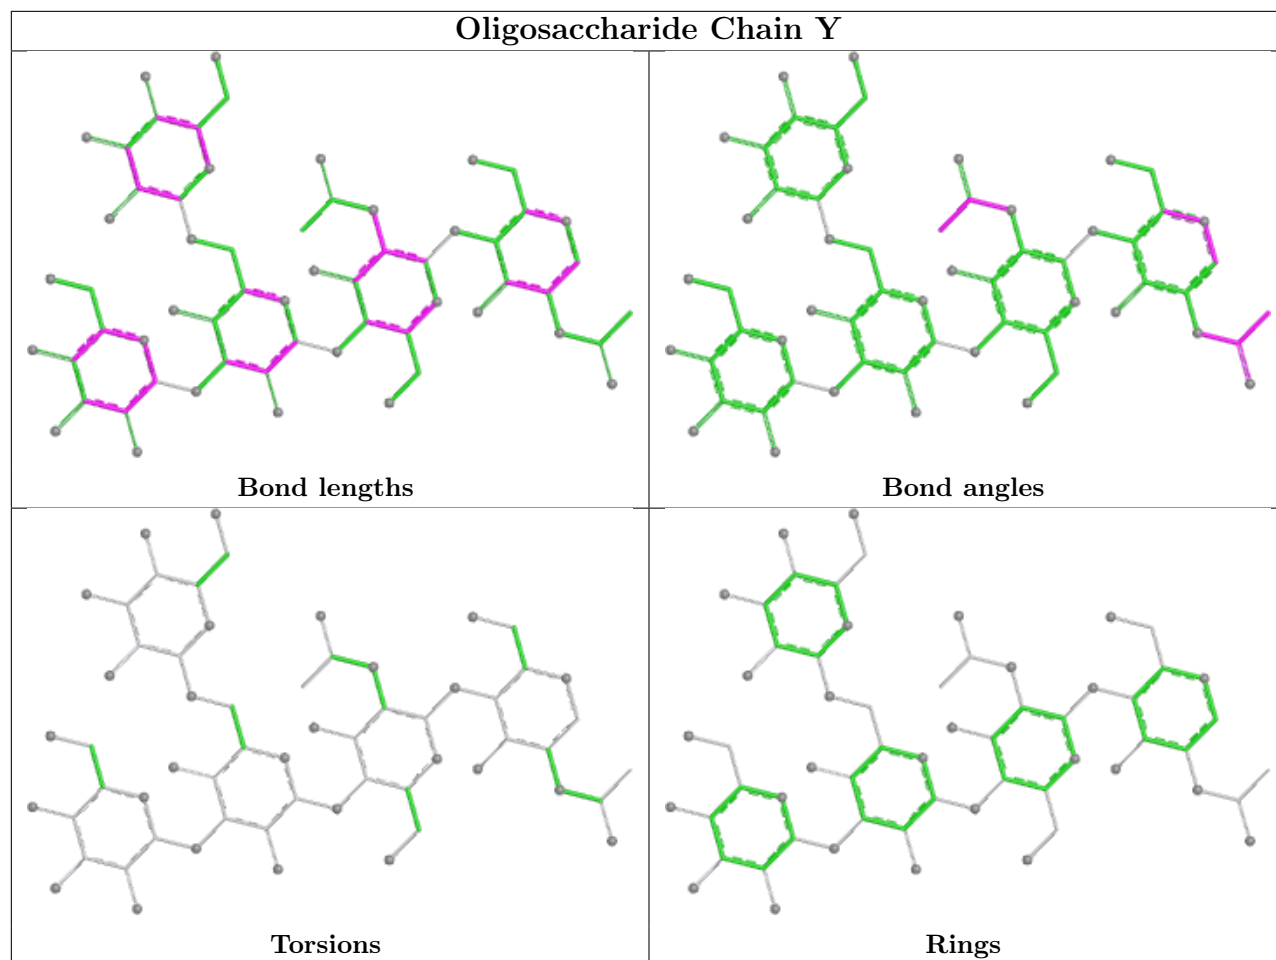 Oligosaccharide Chain Y
Bond lengths
Bond angles
Torsions
Rings